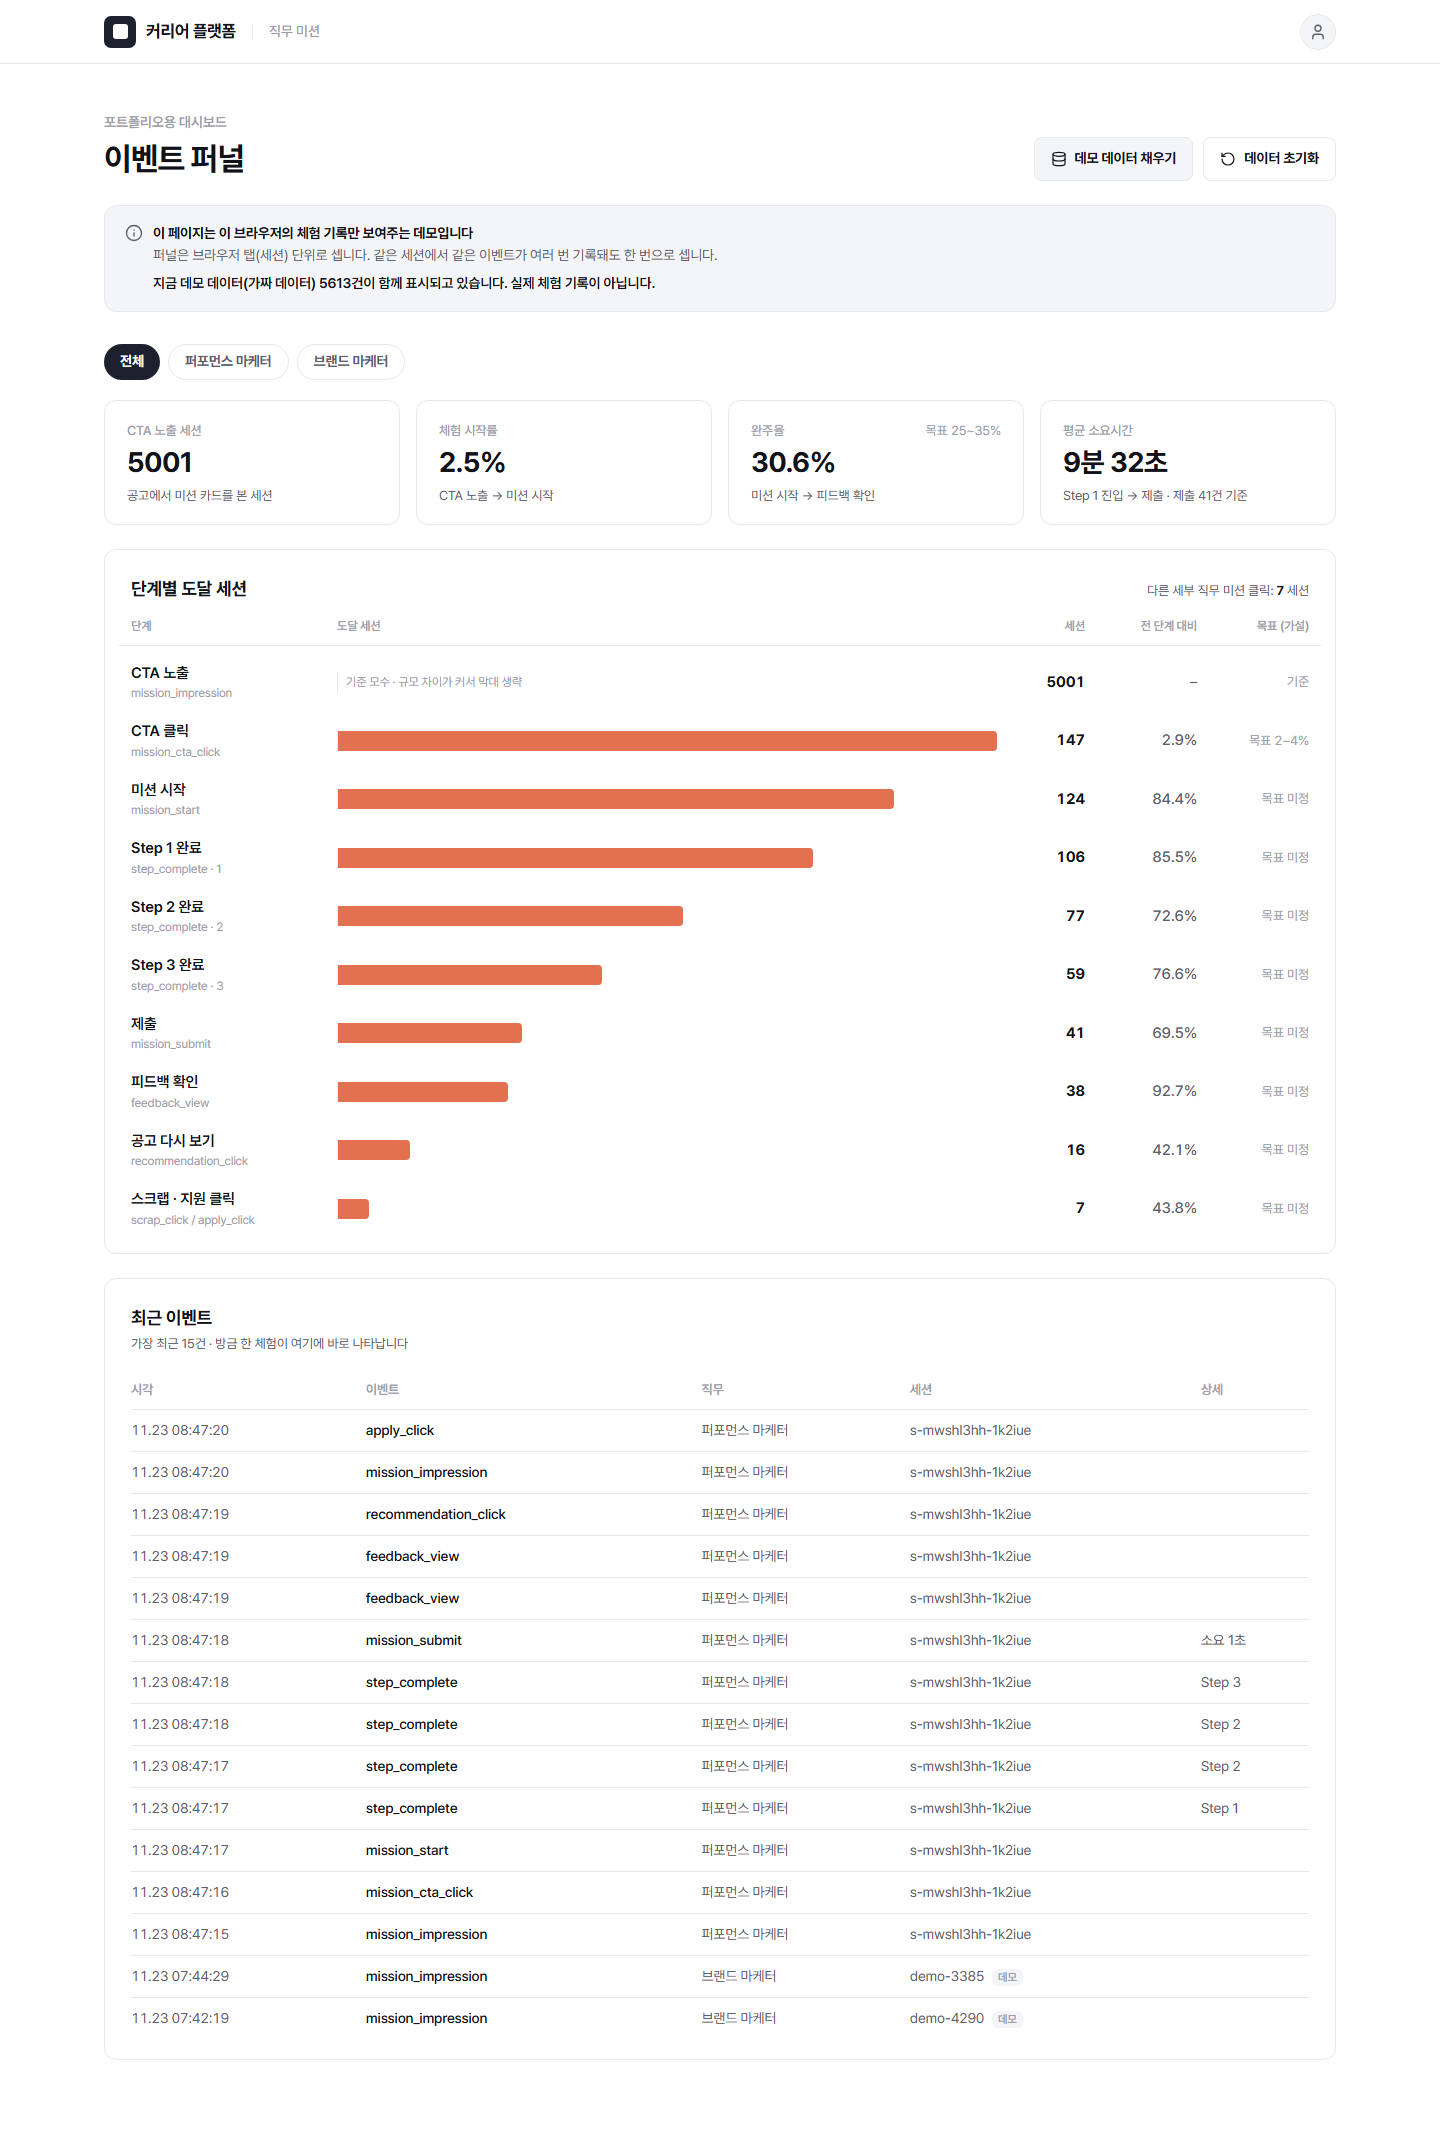 커리어 플랫폼 직무 미션
포트폴리오용 대시보드
이벤트 퍼널
데모 데이터 채우기 데이터 초기화
이 페이지는 이 브라우저의 체험 기록만 보여주는 데모입니다
퍼널은 브라우저 탭(세션) 단위로 셉니다. 같은 세션에서 같은 이벤트가 여러 번 기록돼도 한 번으로 셉니다.
지금 데모 데이터(가짜 데이터) 5613건이 함께 표시되고 있습니다. 실제 체험 기록이 아닙니다.
전체 퍼포먼스 마케터 브랜드 마케터
CTA 노출 세션
5001
공고에서 미션 카드를 본 세션
체험 시작률
2.5%
CTA 노출 → 미션 시작
완주율 목표 25~35%
30.6%
미션 시작 → 피드백 확인
평균 소요시간
9분 32초
Step 1 진입 → 제출 · 제출 41건 기준
단계별 도달 세션 다른 세부 직무 미션 클릭: 7 세션
단계 도달 세션 세션 전 단계 대비 목표 (가설)
CTA 노출 기준 모수 · 규모 차이가 커서 막대 생략 5001 – 기준
mission_impression
CTA 클릭 147 2.9% 목표 2~4%
mission_cta_click
미션 시작 124 84.4% 목표 미정
mission_start
Step 1 완료 106 85.5% 목표 미정
step_complete · 1
Step 2 완료 77 72.6% 목표 미정
step_complete · 2
Step 3 완료 59 76.6% 목표 미정
step_complete · 3
제출 41 69.5% 목표 미정
mission_submit
피드백 확인 38 92.7% 목표 미정
feedback_view
공고 다시 보기 16 42.1% 목표 미정
recommendation_click
스크랩 · 지원 클릭 7 43.8% 목표 미정
scrap_click / apply_click
최근 이벤트
가장 최근 15건 · 방금 한 체험이 여기에 바로 나타납니다
시각 이벤트 직무 세션 상세
11.23 08:47:20 apply_click 퍼포먼스 마케터 s-mwshl3hh-1k2iue
11.23 08:47:20 mission_impression 퍼포먼스 마케터 s-mwshl3hh-1k2iue
11.23 08:47:19 recommendation_click 퍼포먼스 마케터 s-mwshl3hh-1k2iue
11.23 08:47:19 feedback_view 퍼포먼스 마케터 s-mwshl3hh-1k2iue
11.23 08:47:19 feedback_view 퍼포먼스 마케터 s-mwshl3hh-1k2iue
11.23 08:47:18 mission_submit 퍼포먼스 마케터 s-mwshl3hh-1k2iue 소요 1초
11.23 08:47:18 step_complete 퍼포먼스 마케터 s-mwshl3hh-1k2iue Step 3
11.23 08:47:18 step_complete 퍼포먼스 마케터 s-mwshl3hh-1k2iue Step 2
11.23 08:47:17 step_complete 퍼포먼스 마케터 s-mwshl3hh-1k2iue Step 2
11.23 08:47:17 step_complete 퍼포먼스 마케터 s-mwshl3hh-1k2iue Step 1
11.23 08:47:17 mission_start 퍼포먼스 마케터 s-mwshl3hh-1k2iue
11.23 08:47:16 mission_cta_click 퍼포먼스 마케터 s-mwshl3hh-1k2iue
11.23 08:47:15 mission_impression 퍼포먼스 마케터 s-mwshl3hh-1k2iue
11.23 07:44:29 mission_impression 브랜드 마케터 demo-3385 데모
11.23 07:42:19 mission_impression 브랜드 마케터 demo-4290 데모